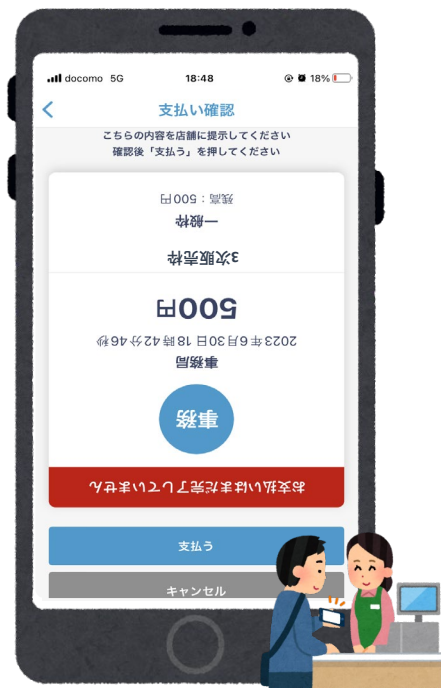 docomo 5G 18:48 18%
支払い確認
こちらの内容を店舗に提示してください
確認後「支払う」を押してください
お支払いはまだ完了していません
事務
事務局
2023年6月30日 18時42分46秒
500円
3次販売枠
一般枠
残高：500円
支払う
キャンセル